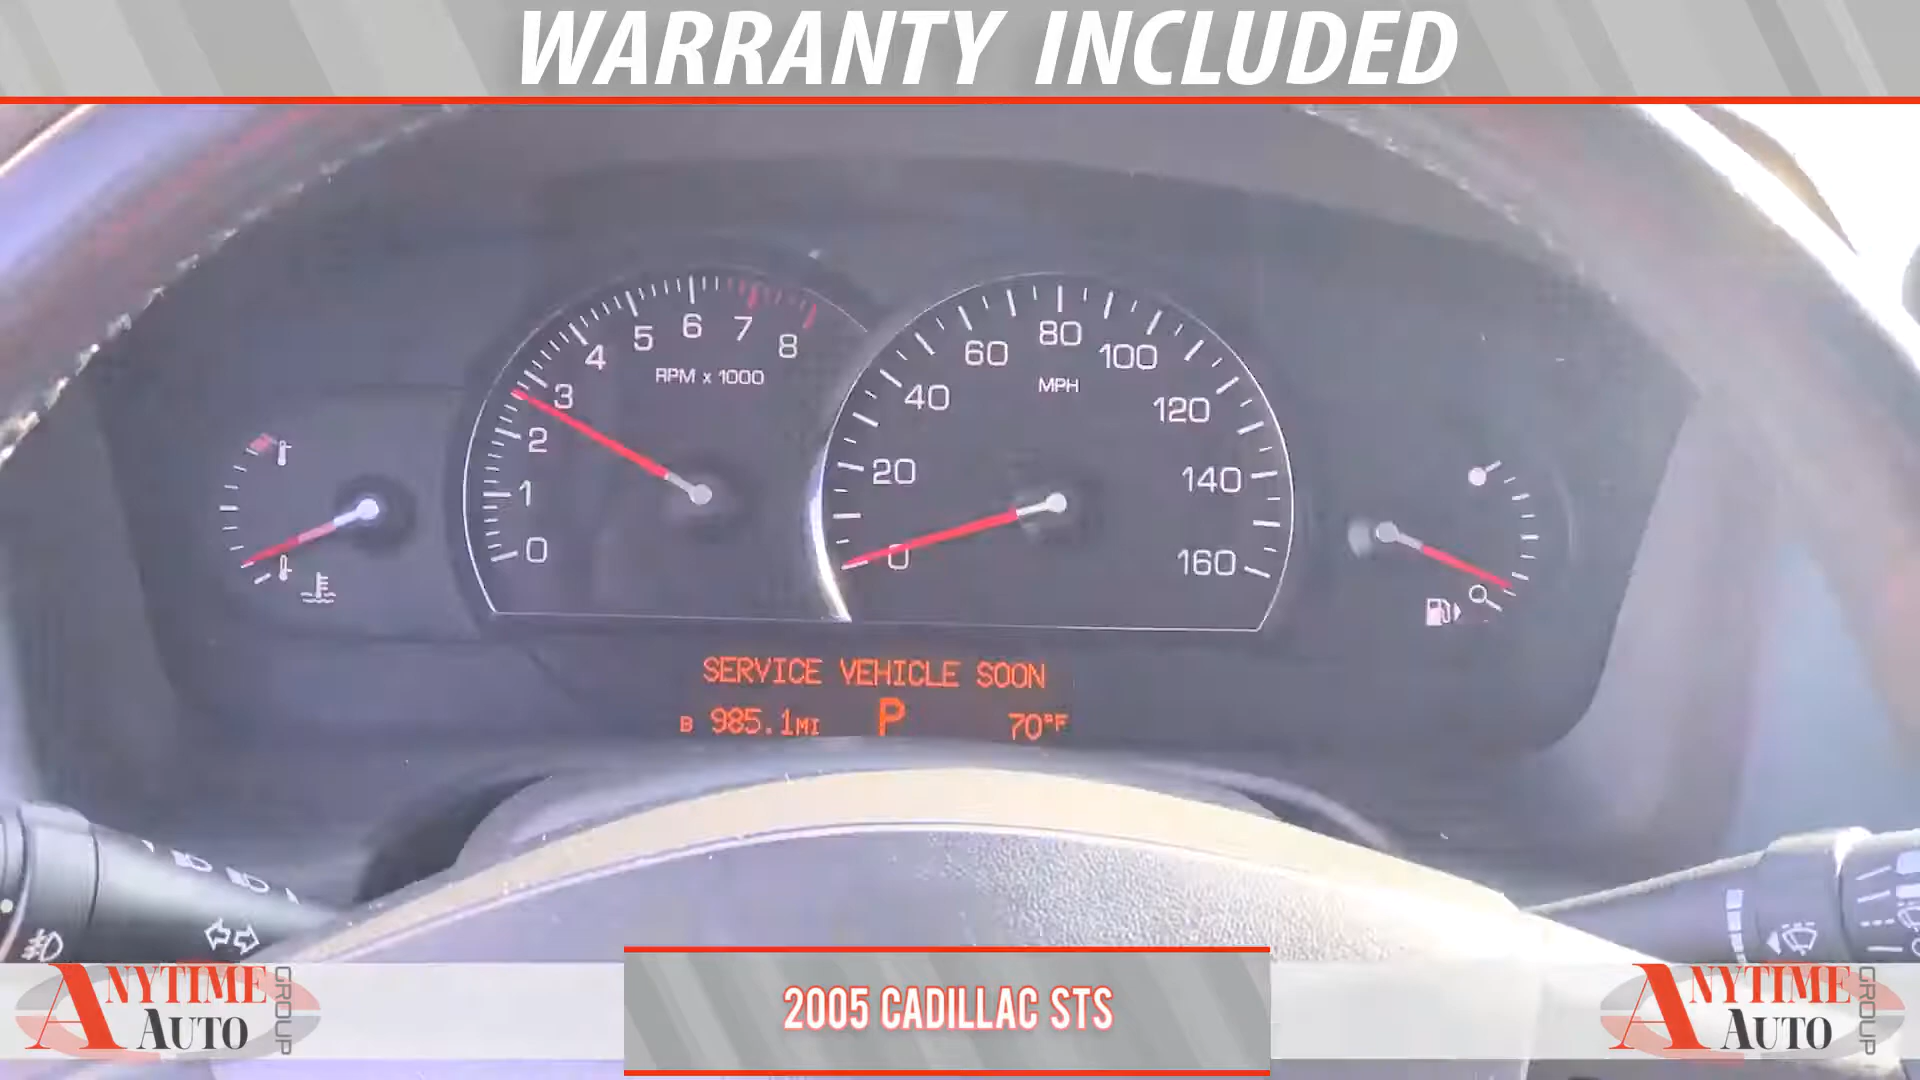 WARRANTY INCLUDED
0 1 2 3 4 5 6 7 8
RPM x 1000
0 20 40 60 80 100 120 140 160
MPH
SERVICE VEHICLE SOON
B 985.1MI P 70°F
ANYTIME AUTO GROUP
2005 CADILLAC STS
ANYTIME AUTO GROUP